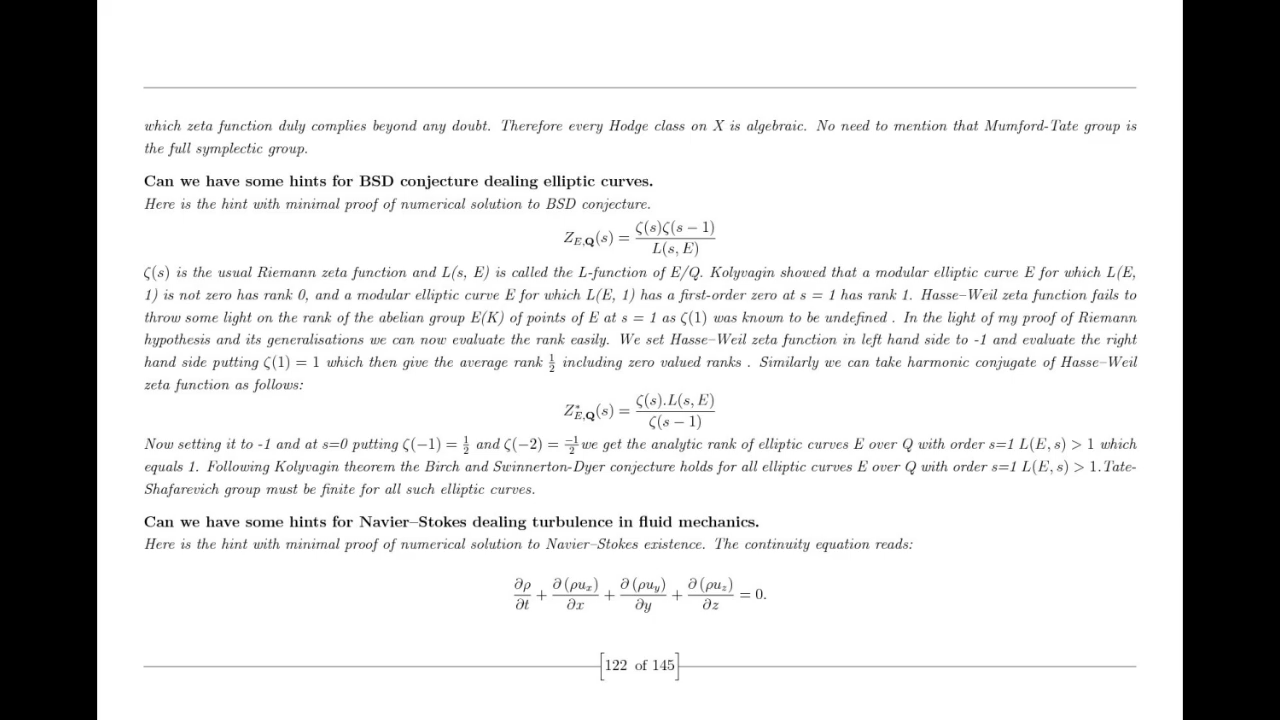 which zeta function duly complies beyond any doubt. Therefore every Hodge class on X is algebraic. No need to mention that Mumford-Tate group is
the full symplectic group.
Can we have some hints for BSD conjecture dealing elliptic curves.
Here is the hint with minimal proof of numerical solution to BSD conjecture.
Z_{E,Q}(s) = \frac{ζ(s)ζ(s − 1)}{L(s, E)}
ζ(s) is the usual Riemann zeta function and L(s, E) is called the L-function of E/Q. Kolyvagin showed that a modular elliptic curve E for which L(E,
1) is not zero has rank 0, and a modular elliptic curve E for which L(E, 1) has a first-order zero at s = 1 has rank 1. Hasse–Weil zeta function fails to
throw some light on the rank of the abelian group E(K) of points of E at s = 1 as ζ(1) was known to be undefined . In the light of my proof of Riemann
hypothesis and its generalisations we can now evaluate the rank easily. We set Hasse–Weil zeta function in left hand side to -1 and evaluate the right
hand side putting ζ(1) = 1 which then give the average rank \frac{1}{2} including zero valued ranks . Similarly we can take harmonic conjugate of Hasse–Weil
zeta function as follows:
Z^*_{E,Q}(s) = \frac{ζ(s).L(s, E)}{ζ(s − 1)}
Now setting it to -1 and at s=0 putting ζ(−1) = \frac{1}{2} and ζ(−2) = \frac{−1}{2} we get the analytic rank of elliptic curves E over Q with order s=1 L(E, s) > 1 which
equals 1. Following Kolyvagin theorem the Birch and Swinnerton-Dyer conjecture holds for all elliptic curves E over Q with order s=1 L(E, s) > 1.Tate-
Shafarevich group must be finite for all such elliptic curves.
Can we have some hints for Navier–Stokes dealing turbulence in fluid mechanics.
Here is the hint with minimal proof of numerical solution to Navier–Stokes existence. The continuity equation reads:
\frac{∂ρ}{∂t} + \frac{∂ (ρu_x)}{∂x} + \frac{∂ (ρu_y)}{∂y} + \frac{∂ (ρu_z)}{∂z} = 0.
[122 of 145]